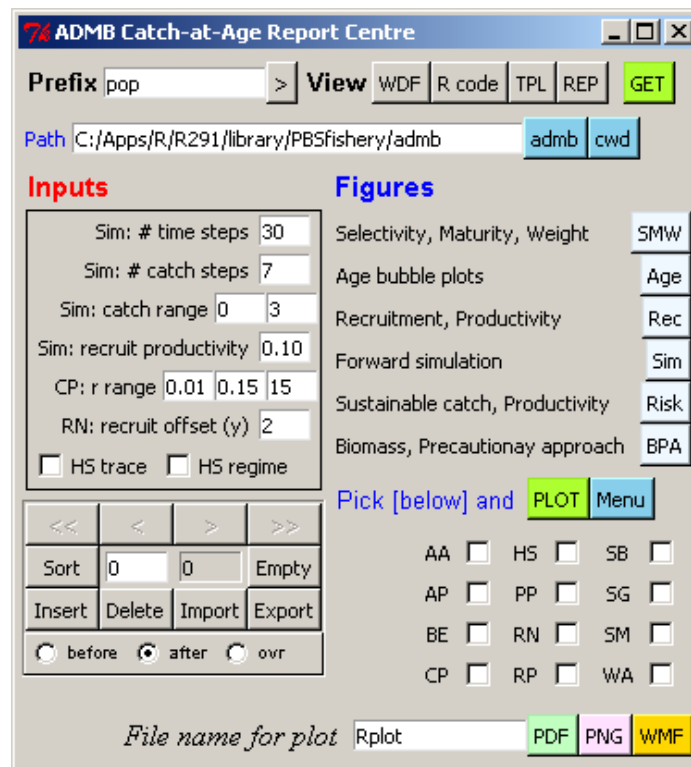 ADMB Catch-at-Age Report Centre
Prefix pop > View WDF R code TPL REP GET
Path C:/Apps/R/R291/library/PBSfishery/admb admb cwd
Inputs
Sim: # time steps 30
Sim: # catch steps 7
Sim: catch range 0 3
Sim: recruit productivity 0.10
CP: r range 0.01 0.15 15
RN: recruit offset (y) 2
HS trace HS regime
<< < > >>
Sort 0 0 Empty
Insert Delete Import Export
before after ovr
Figures
Selectivity, Maturity, Weight SMW
Age bubble plots Age
Recruitment, Productivity Rec
Forward simulation Sim
Sustainable catch, Productivity Risk
Biomass, Precautionay approach BPA
Pick [below] and PLOT Menu
AA HS SB
AP PP SG
BE RN SM
CP RP WA
File name for plot Rplot PDF PNG WMF